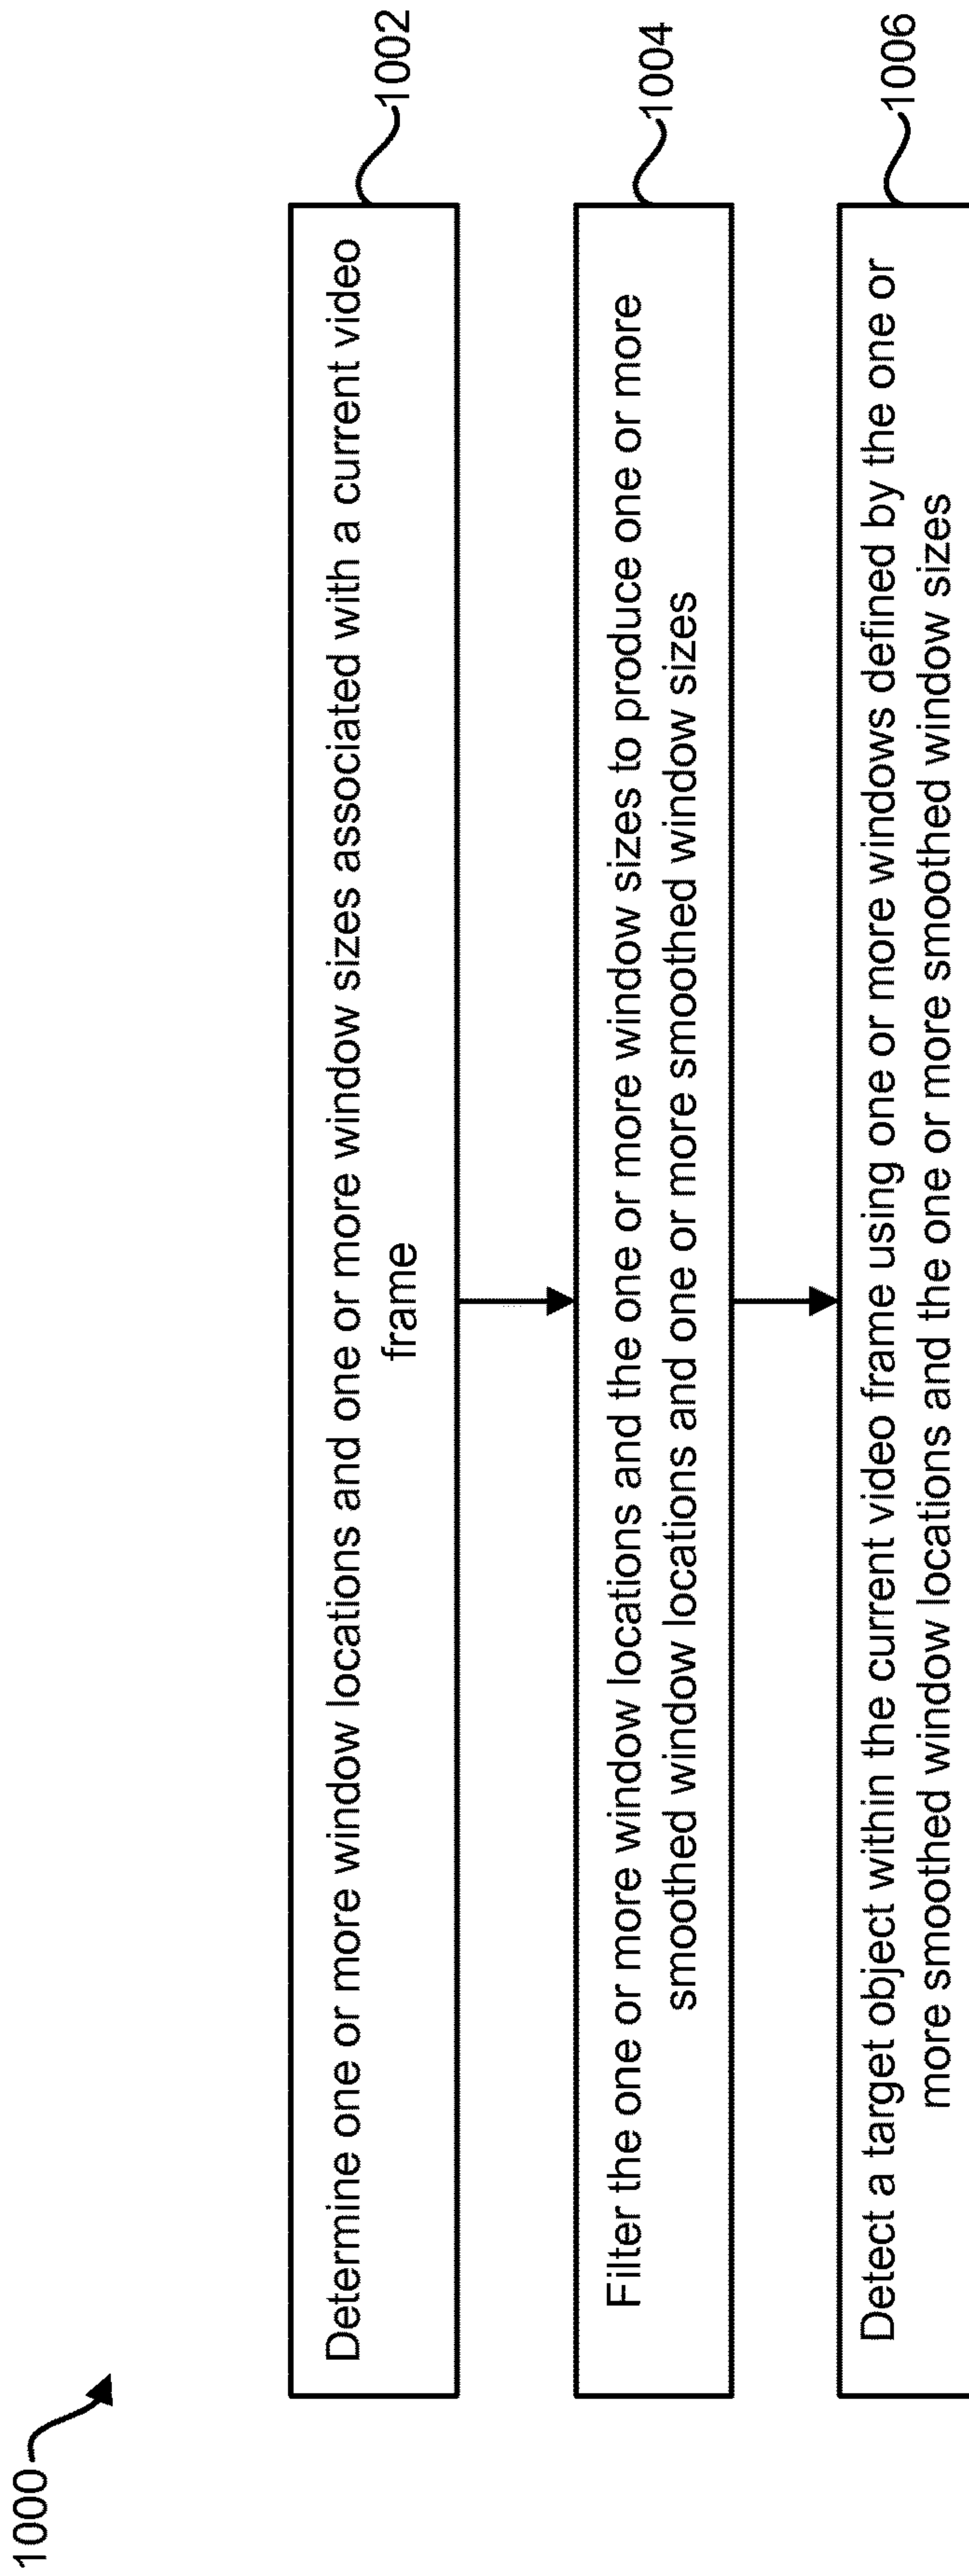 1000
Determine one or more window locations and one or more window sizes associated with a current video
frame
1002
Filter the one or more window locations and the one or more window sizes to produce one or more
smoothed window locations and one or more smoothed window sizes
1004
Detect a target object within the current video frame using one or more windows defined by the one or
more smoothed window locations and the one or more smoothed window sizes
1006